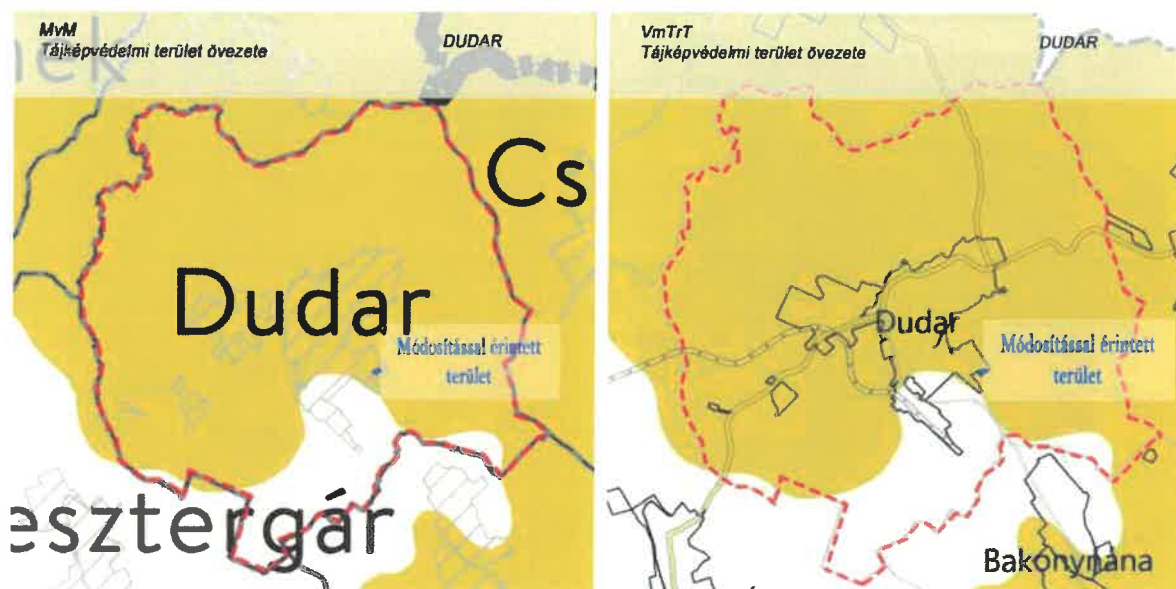 MvM
Tájképvédelmi terület övezete
DUDAR
Cs
Dudar
Módosítással érintett
terület
esztergár
VmTrT
Tájképvédelmi terület övezete
DUDAR
Dudar
Módosítással érintett
terület
Bakonynána